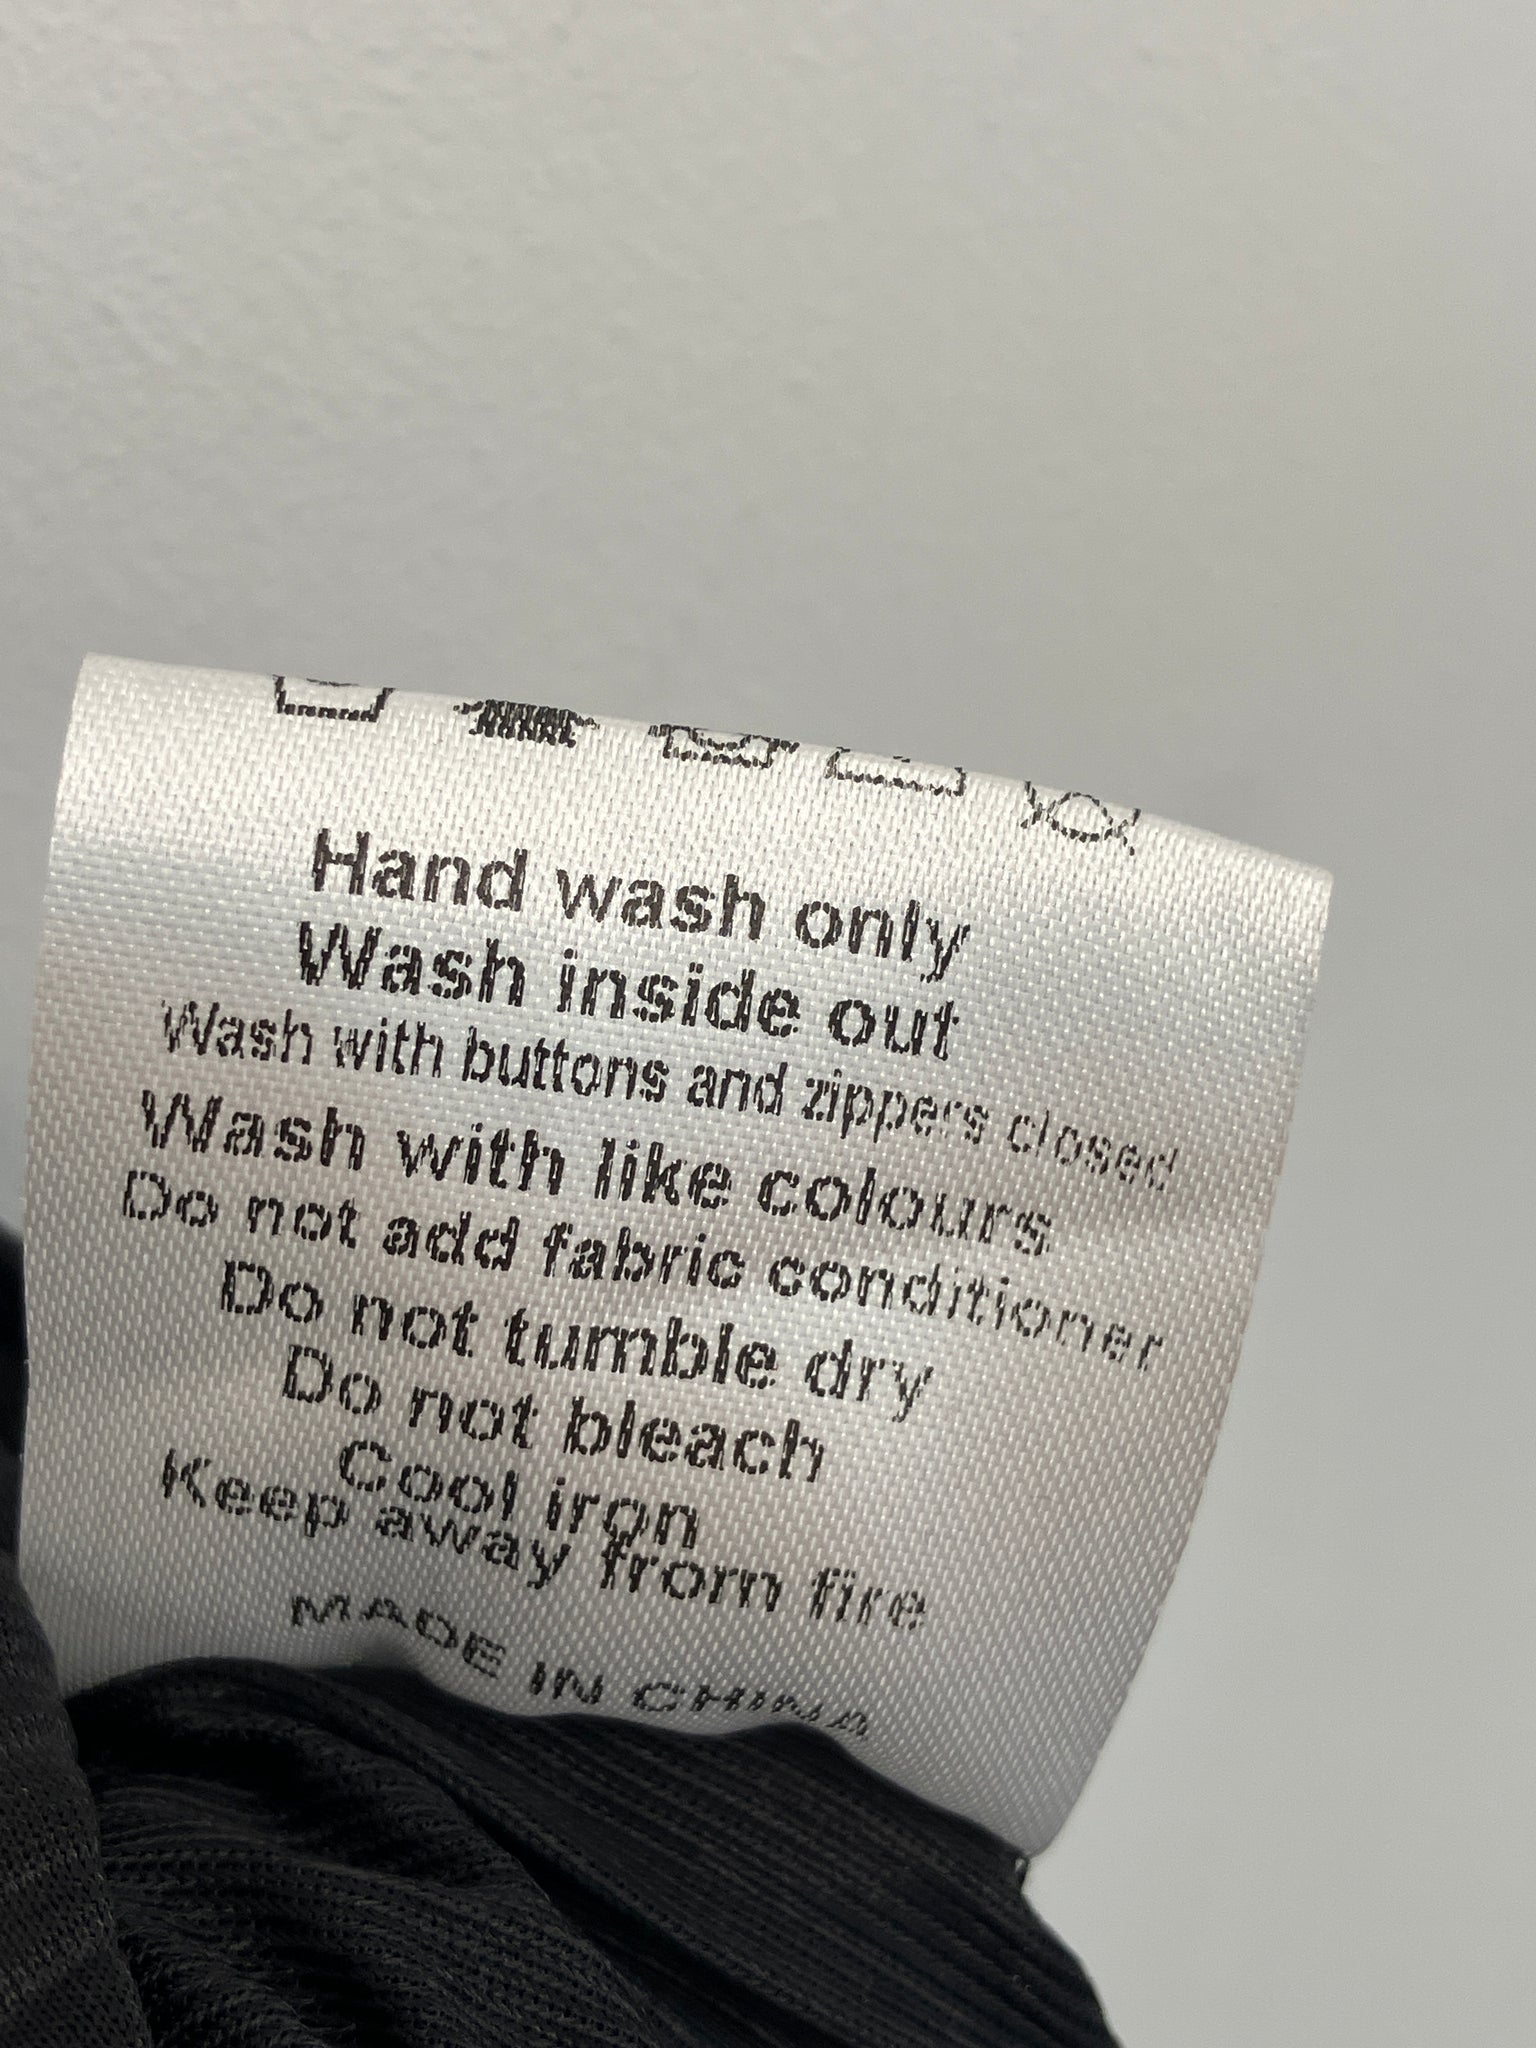 Hand wash only
Wash inside out
Wash with buttons and zippers closed
Wash with like colours
Do not add fabric conditioner
Do not tumble dry
Do not bleach
Cool iron
Keep away from fire
MADE IN CHINA